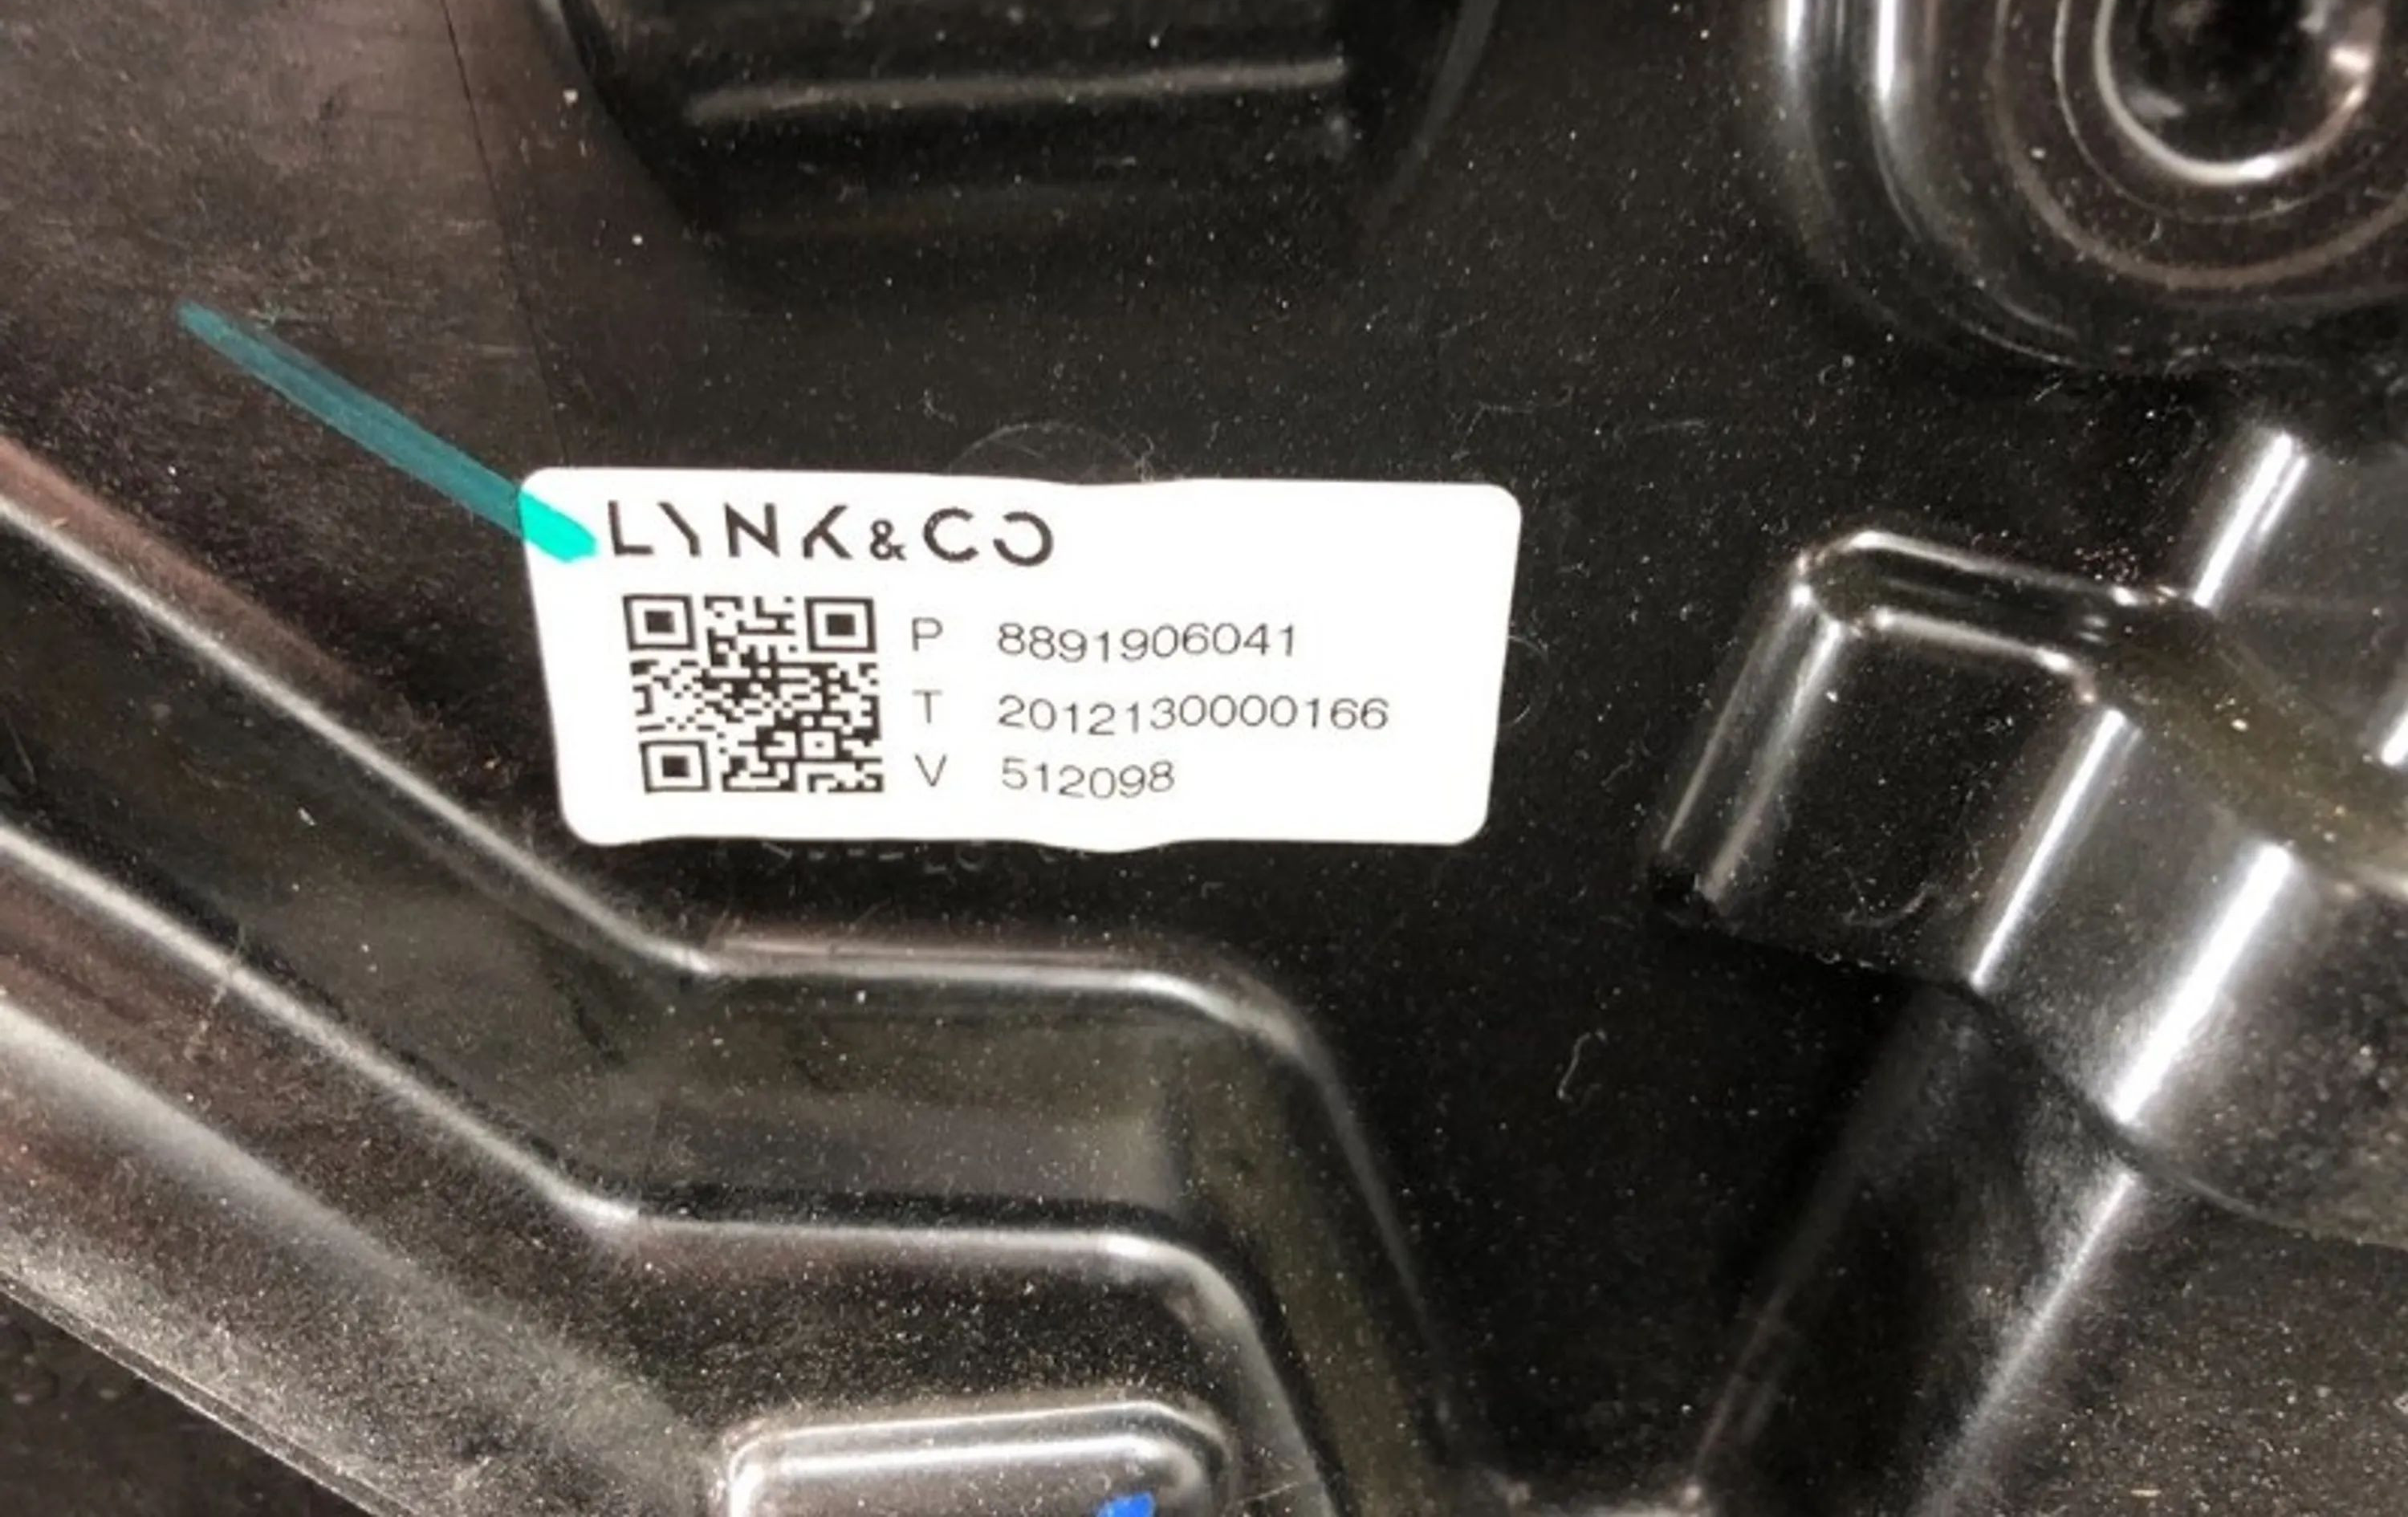 LYNK & CO
P 8891906041
T 2012130000166
V 512098